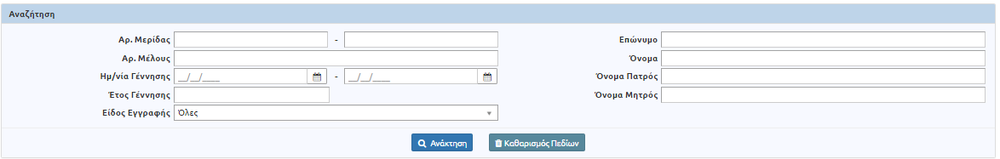 Αναζήτηση
Αρ. Μερίδας - Επώνυμο
Αρ. Μέλους Όνομα
Ημ/νία Γέννησης __/__/____ - __/__/____ Όνομα Πατρός
Έτος Γέννησης Όνομα Μητρός
Είδος Εγγραφής Όλες
Ανάκτηση Καθαρισμός Πεδίων